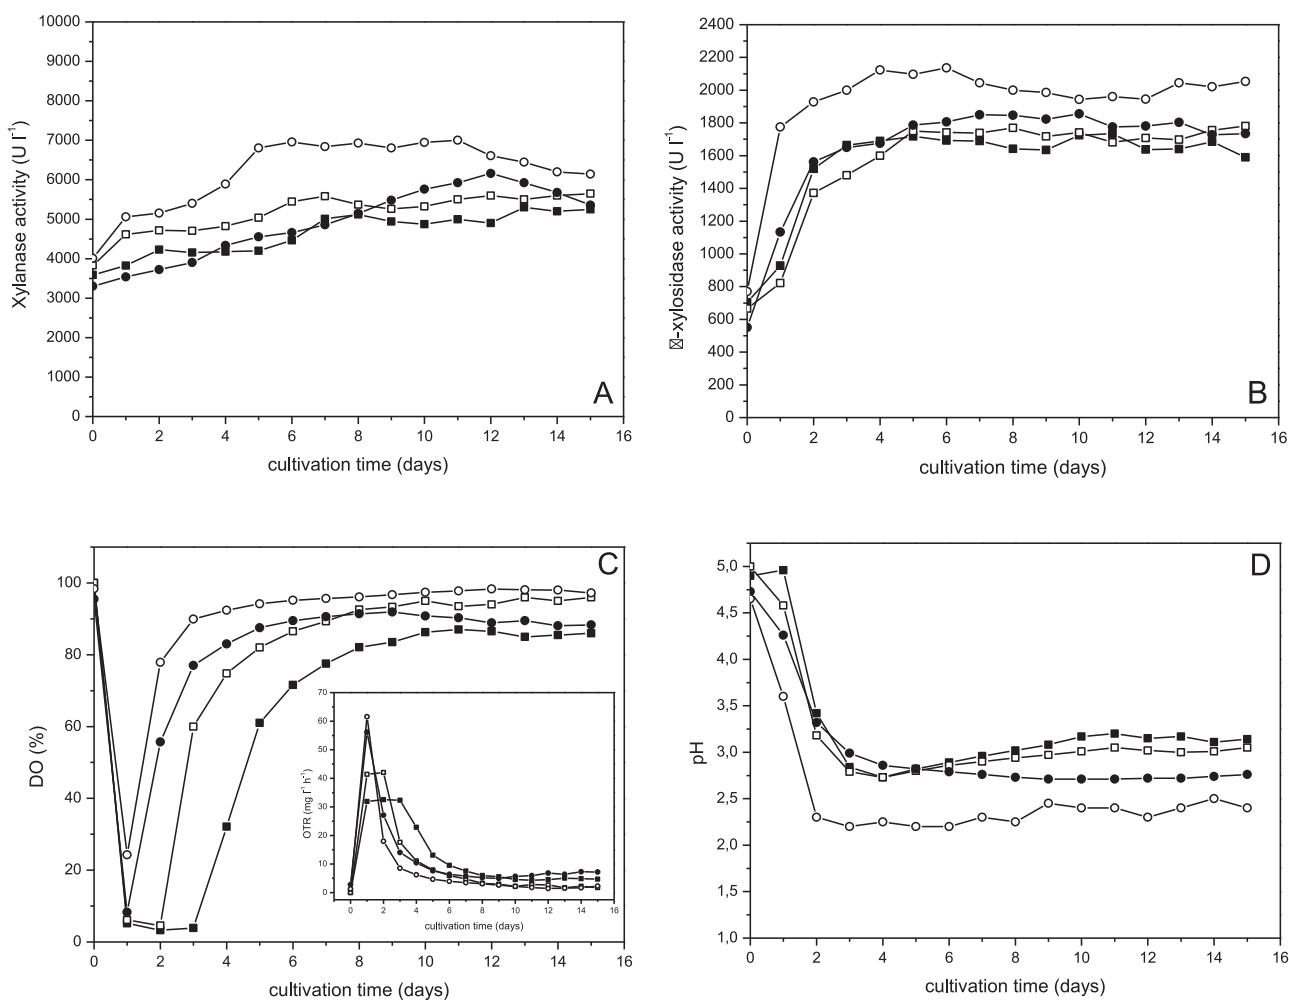 10000
9000
8000
7000
6000
5000
4000
3000
2000
1000
0
Xylanase activity (U l⁻¹)
A
0 2 4 6 8 10 12 14 16
cultivation time (days)
2400
2200
2000
1800
1600
1400
1200
1000
800
600
400
200
0
☒-xylosidase activity (U l⁻¹)
B
0 2 4 6 8 10 12 14 16
cultivation time (days)
100
80
60
40
20
0
DO (%)
C
70
60
50
40
30
20
10
0
OTR (mg l⁻¹ h⁻¹)
0 2 4 6 8 10 12 14 16
cultivation time (days)
0 2 4 6 8 10 12 14 16
cultivation time (days)
5,0
4,5
4,0
3,5
3,0
2,5
2,0
1,5
1,0
pH
D
0 2 4 6 8 10 12 14 16
cultivation time (days)